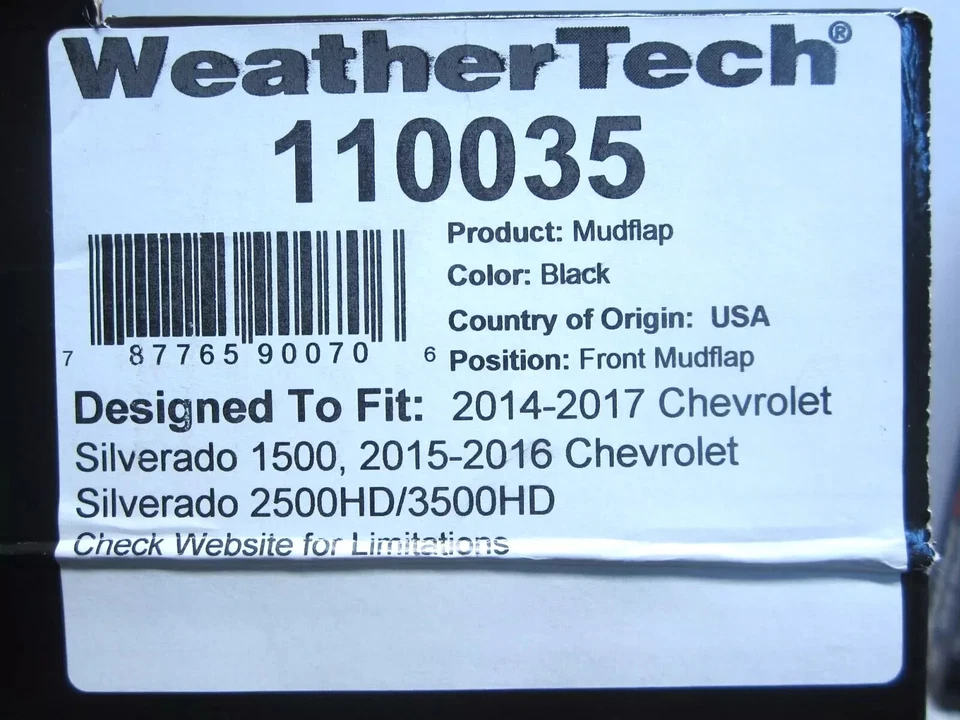 WeatherTech®
110035
Product: Mudflap
Color: Black
Country of Origin: USA
7 87765 90070 6
Position: Front Mudflap
Designed To Fit: 2014-2017 Chevrolet
Silverado 1500, 2015-2016 Chevrolet
Silverado 2500HD/3500HD
Check Website for Limitations